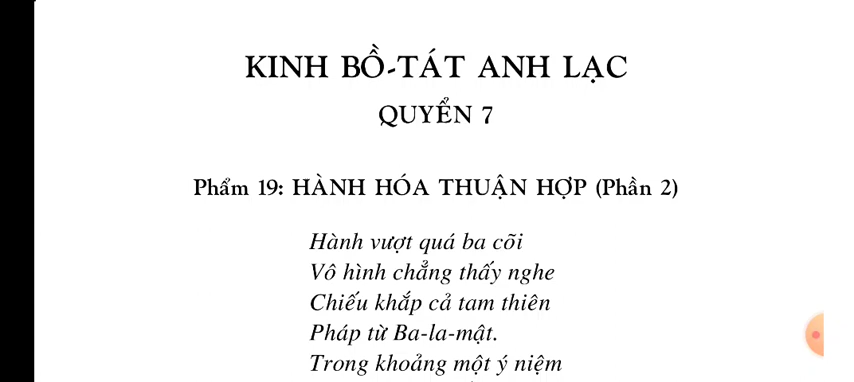 KINH BỒ-TÁT ANH LẠC
QUYỂN 7
Phẩm 19: HÀNH HÓA THUẬN HỢP (Phần 2)
Hành vượt quá ba cõi
Vô hình chẳng thấy nghe
Chiếu khắp cả tam thiên
Pháp từ Ba-la-mật.
Trong khoảng một ý niệm